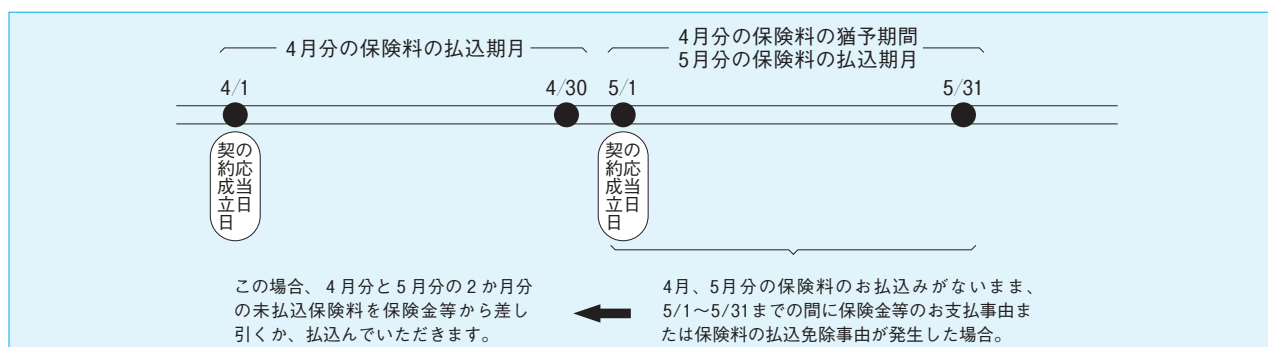 4月分の保険料の払込期月
4月分の保険料の猶予期間
5月分の保険料の払込期月
4/1
4/30
5/1
5/31
契約成立日
の応当日
契約成立日
の応当日
この場合、4月分と5月分の2か月分
の未払込保険料を保険金等から差し
引くか、払込んでいただきます。
4月、5月分の保険料のお払込みがないまま、
5/1〜5/31までの間に保険金等のお支払事由ま
たは保険料の払込免除事由が発生した場合。